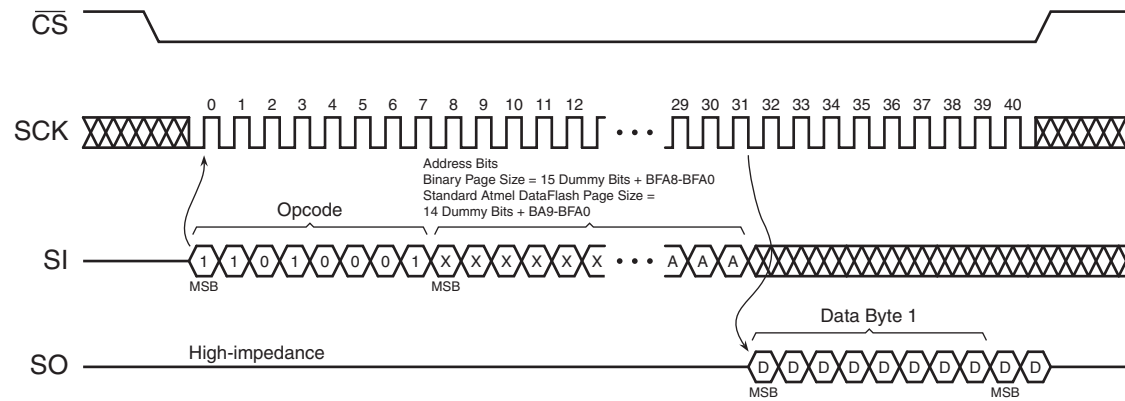 CS
0 1 2 3 4 5 6 7 8 9 10 11 12 29 30 31 32 33 34 35 36 37 38 39 40
SCK
Address Bits
Binary Page Size = 15 Dummy Bits + BFA8-BFA0
Standard Atmel DataFlash Page Size =
14 Dummy Bits + BA9-BFA0
Opcode
SI 1 1 0 1 0 0 0 1 X X X X X X A A A
MSB MSB
Data Byte 1
High-impedance
SO D D D D D D D D D D
MSB MSB